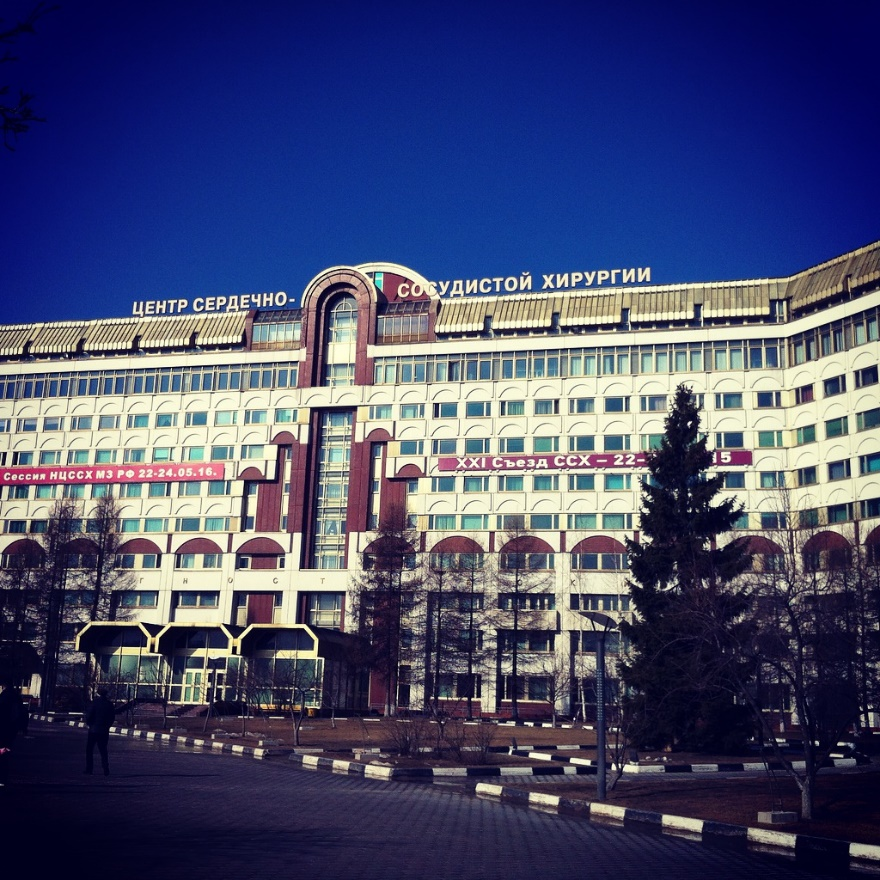 ЦЕНТР СЕРДЕЧНО-СОСУДИСТОЙ ХИРУРГИИ
XXI Съезд ССХ – 22-
Сессия НЦССХ МЗ РФ 22-24.05.16.